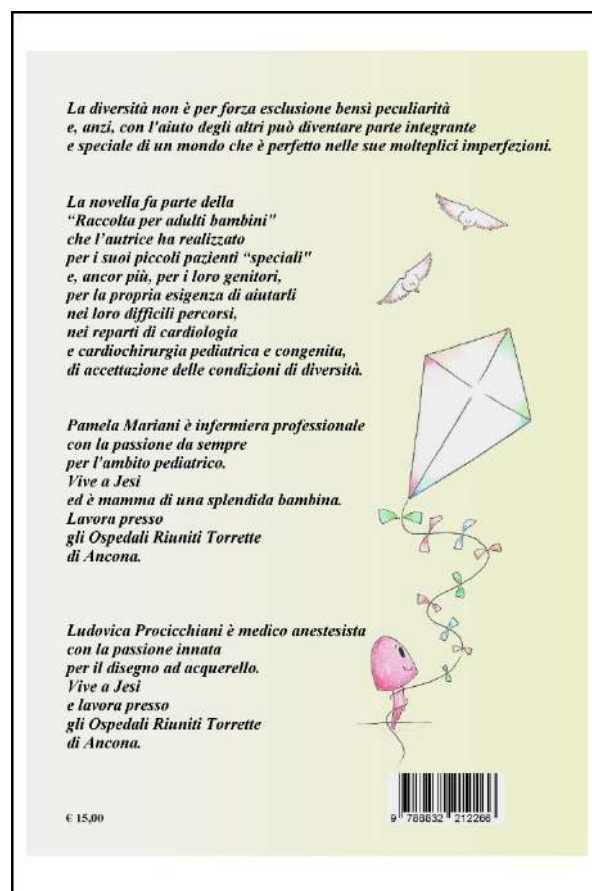 La diversità non è per forza esclusione bensì peculiarità
e, anzi, con l'aiuto degli altri può diventare parte integrante
e speciale di un mondo che è perfetto nelle sue molteplici imperfezioni.
La novella fa parte della
“Raccolta per adulti bambini"
che l’autrice ha realizzato
per i suoi piccoli pazienti “speciali"
e, ancor più, per i loro genitori,
per la propria esigenza di aiutarli
nei loro difficili percorsi,
nei reparti di cardiologia
e cardiochirurgia pediatrica e congenita,
di accettazione delle condizioni di diversità.
Pamela Mariani è infermiera professionale
con la passione da sempre
per l'ambito pediatrico.
Vive a Jesi
ed è mamma di una splendida bambina.
Lavora presso
gli Ospedali Riuniti Torrette
di Ancona.
Ludovica Procicchiani è medico anestesista
con la passione innata
per il disegno ad acquerello.
Vive a Jesi
e lavora presso
gli Ospedali Riuniti Torrette
di Ancona.
€ 15,00
9 788832 212266